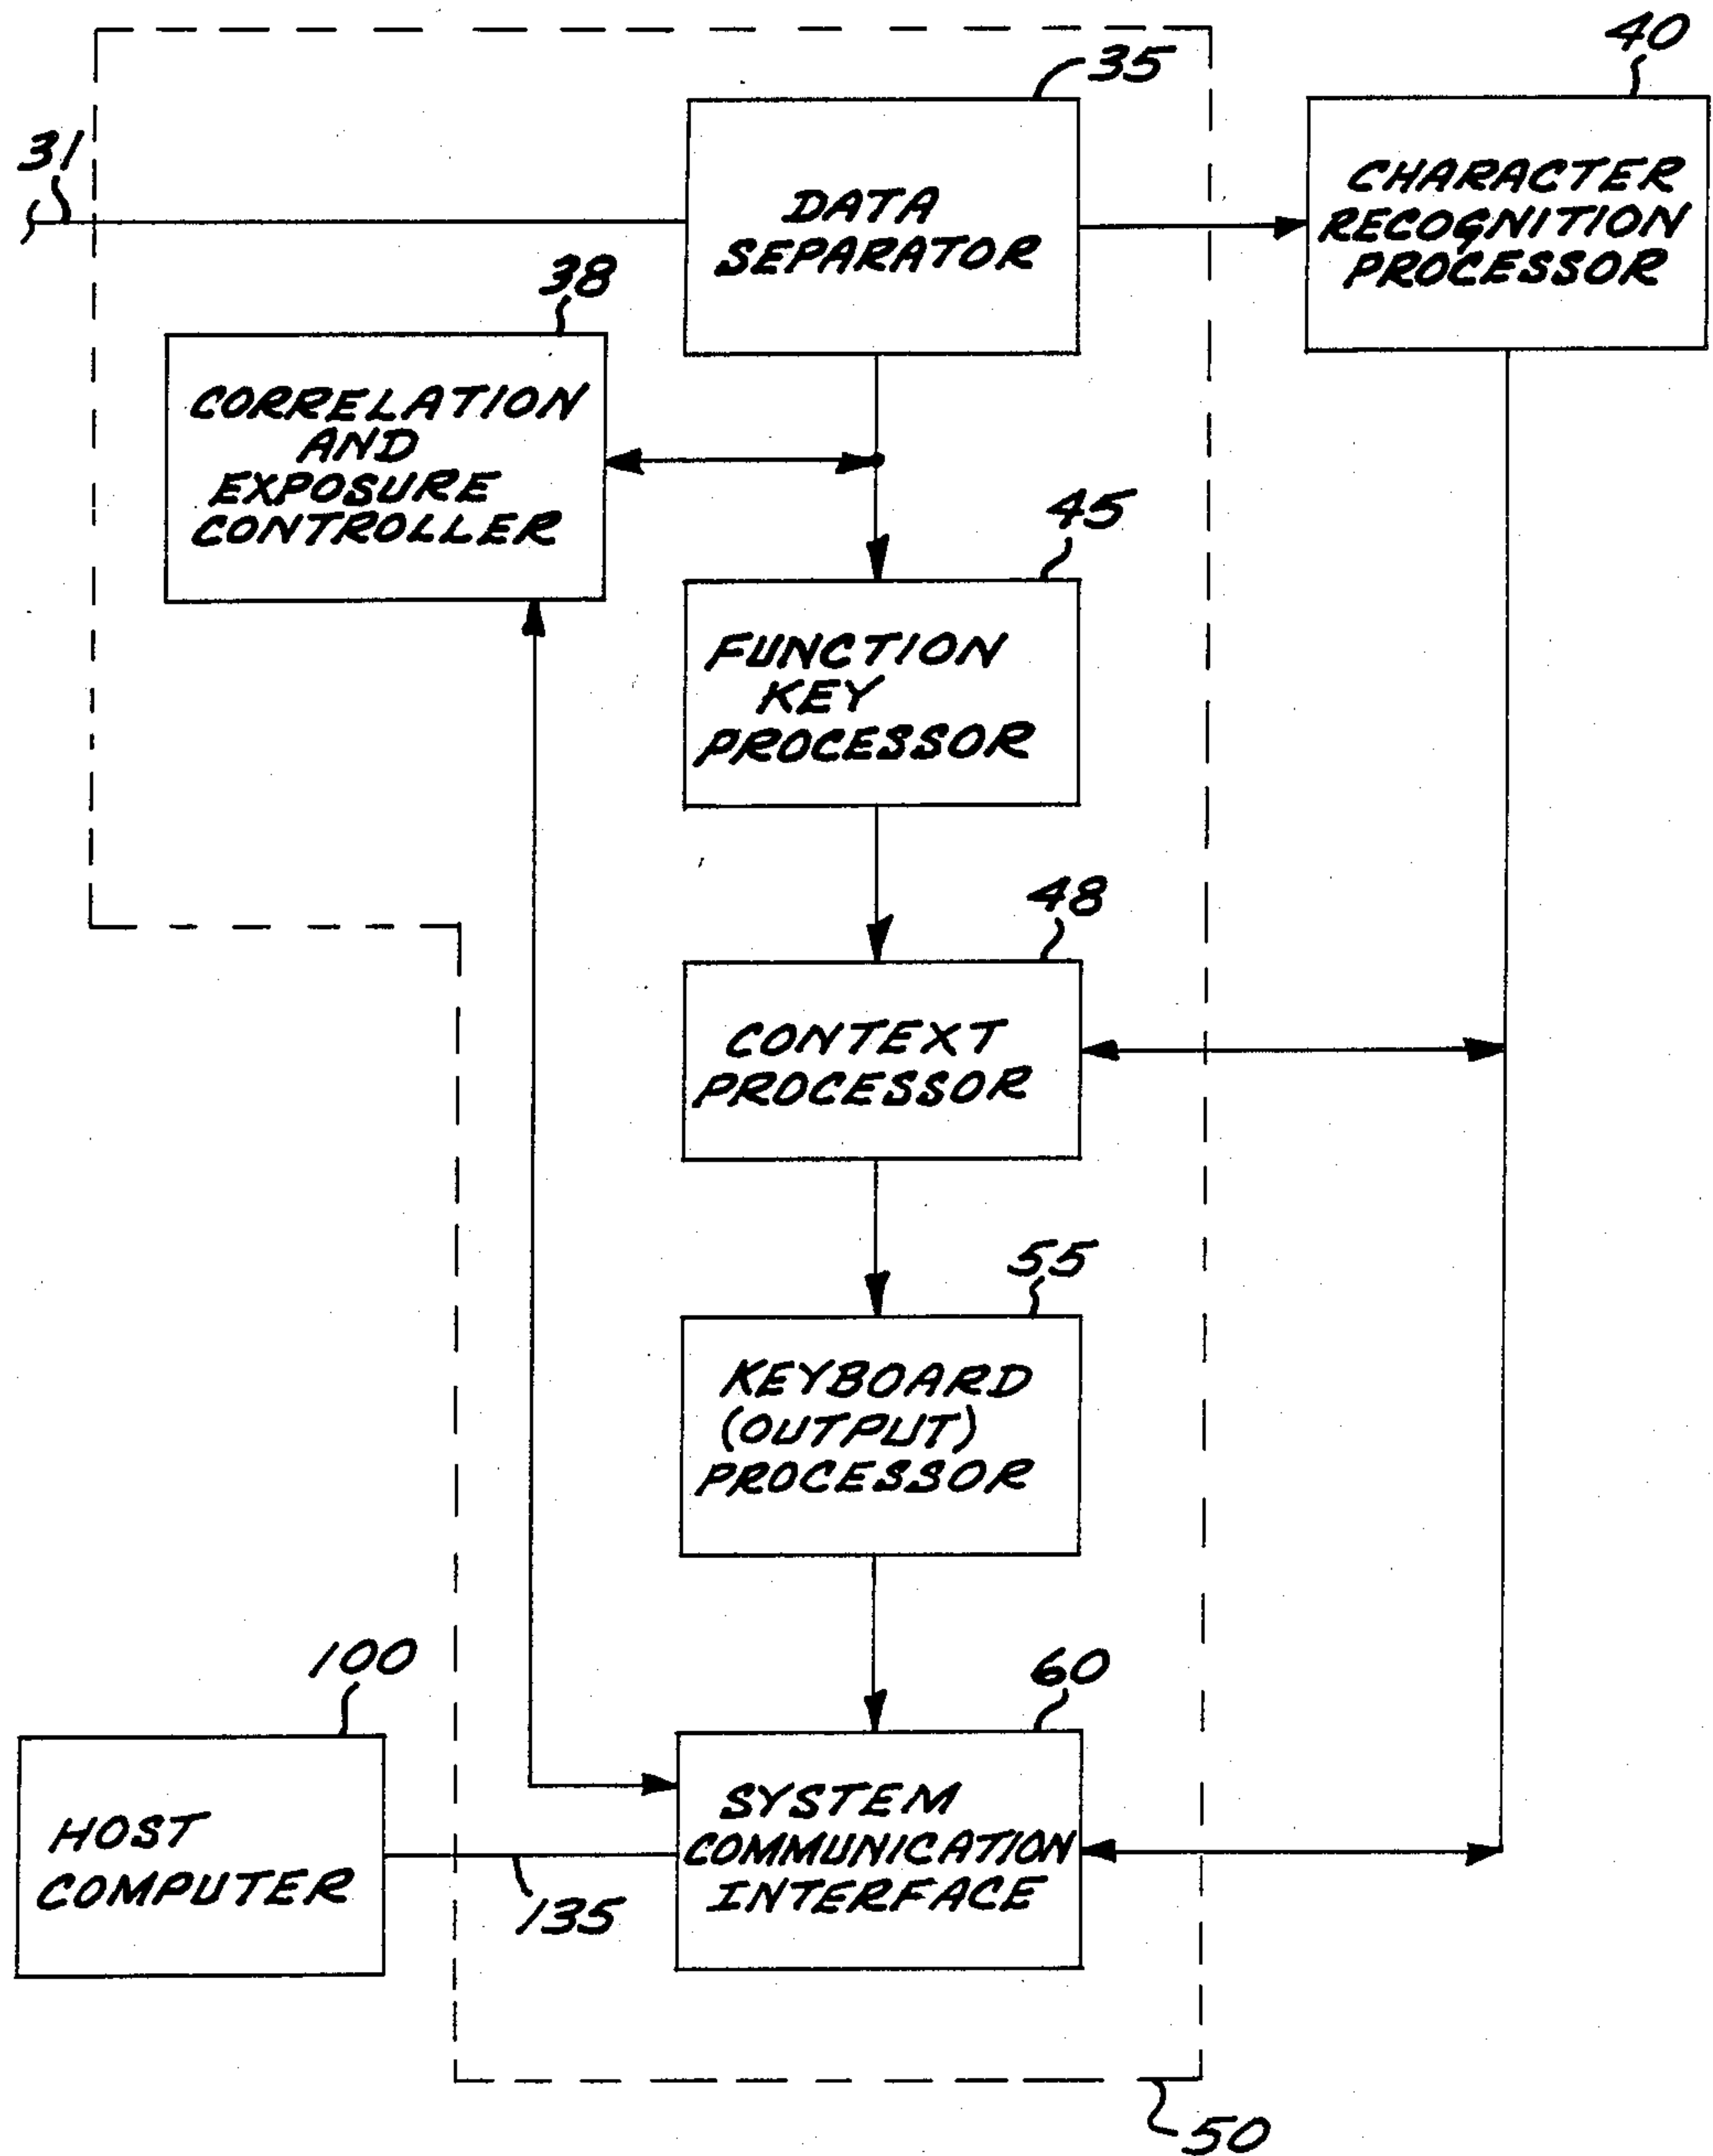 40
35
31
DATA
SEPARATOR
CHARACTER
RECOGNITION
PROCESSOR
38
CORRELATION
AND
EXPOSURE
CONTROLLER
45
FUNCTION
KEY
PROCESSOR
48
CONTEXT
PROCESSOR
55
KEYBOARD
(OUTPUT)
PROCESSOR
100
60
HOST
COMPUTER
SYSTEM
COMMUNICATION
INTERFACE
135
50